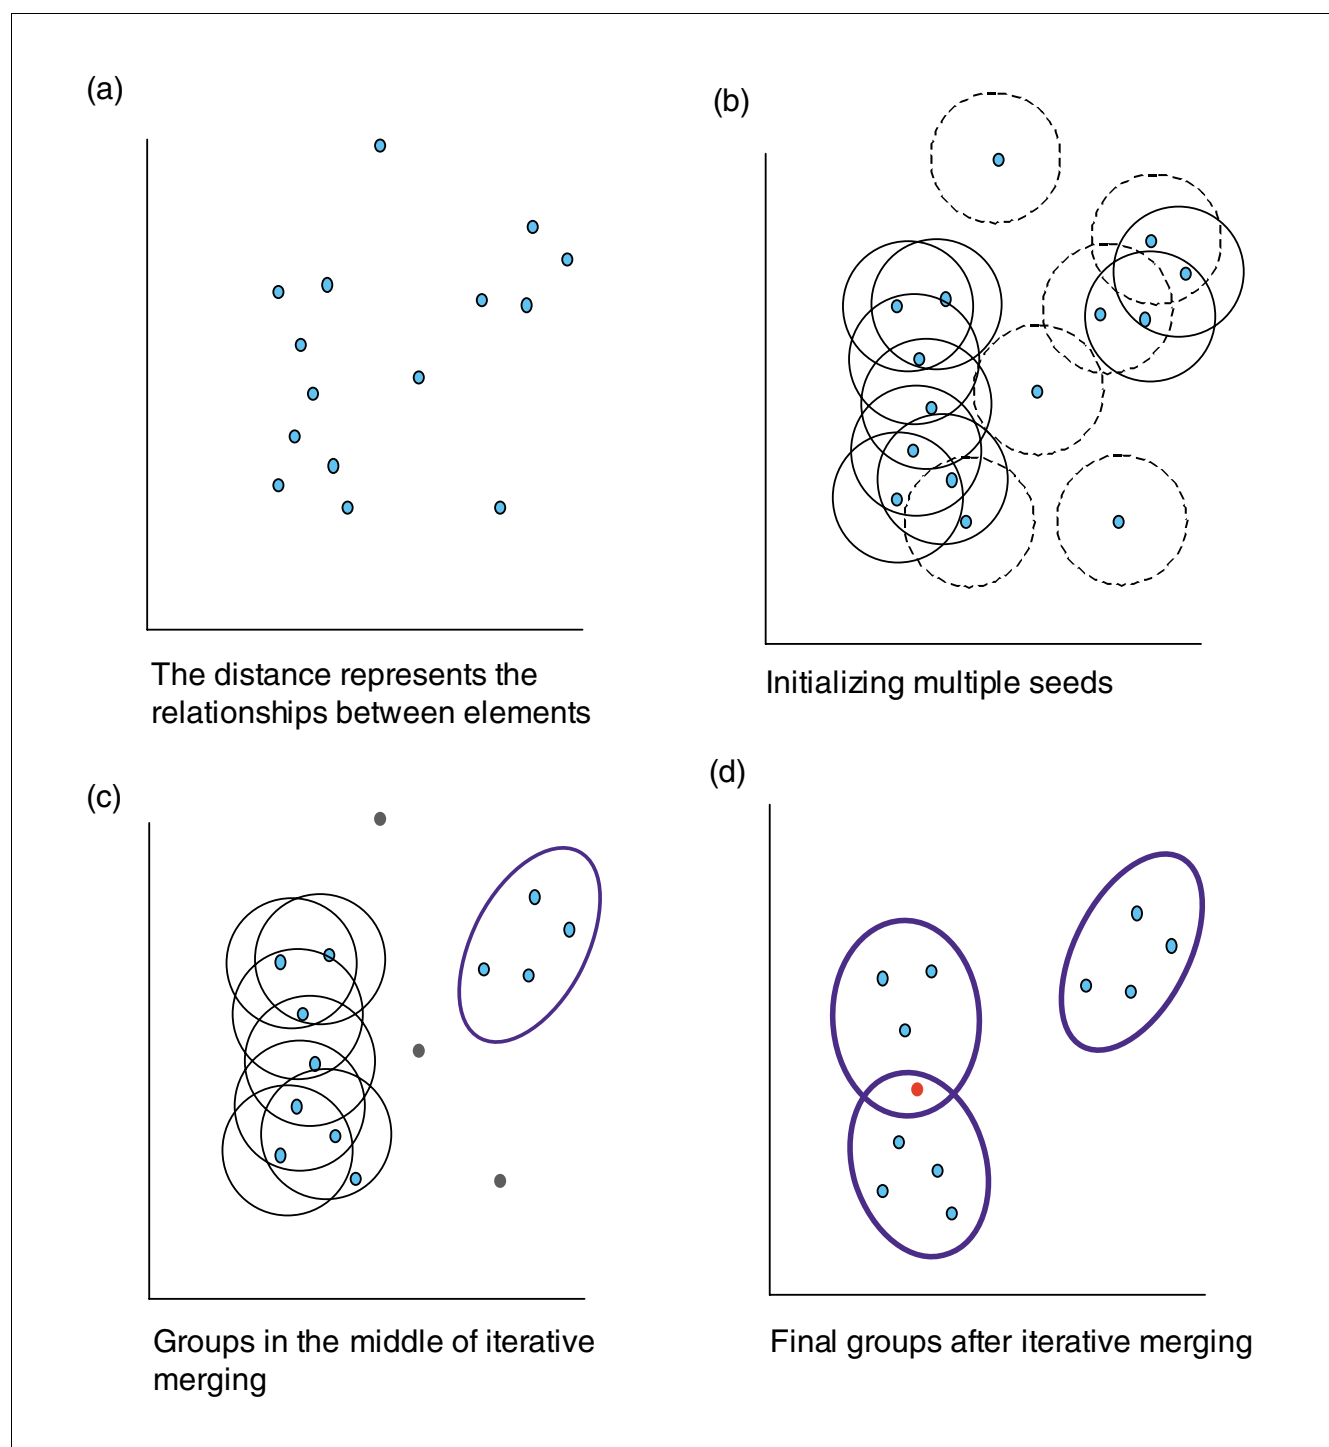 (a)
The distance represents the
relationships between elements
(b)
Initializing multiple seeds
(c)
Groups in the middle of iterative
merging
(d)
Final groups after iterative merging